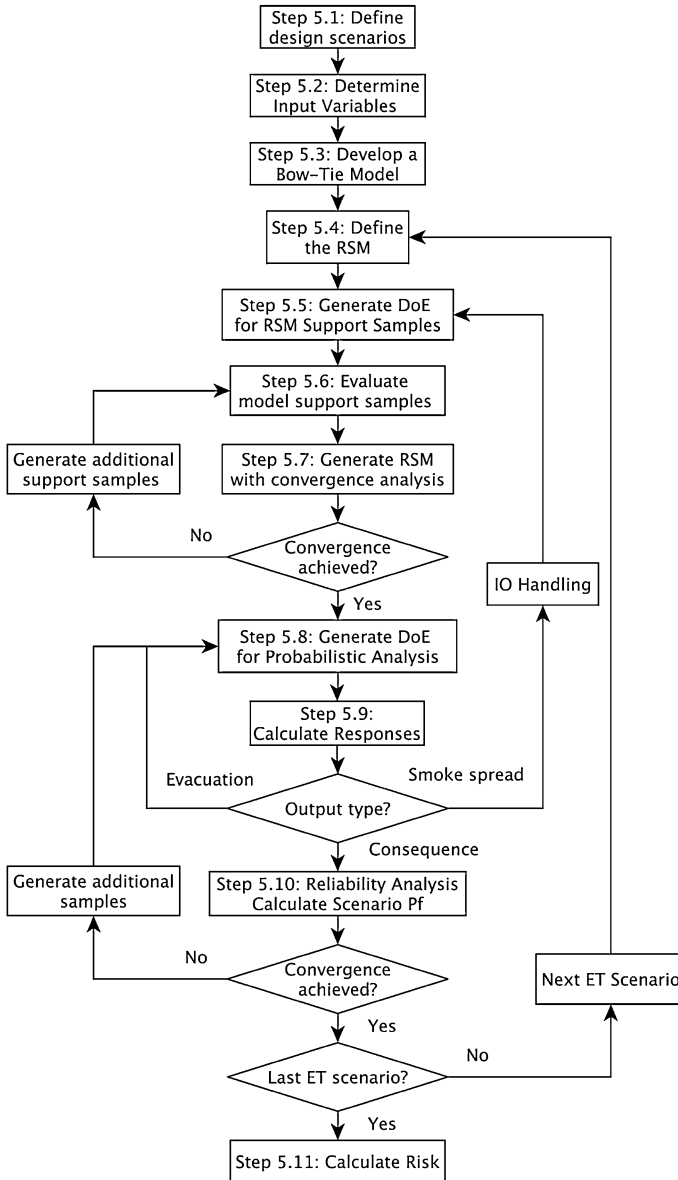 Step 5.1: Define
design scenarios
Step 5.2: Determine
Input Variables
Step 5.3: Develop a
Bow-Tie Model
Step 5.4: Define
the RSM
Step 5.5: Generate DoE
for RSM Support Samples
Step 5.6: Evaluate
model support samples
Generate additional
support samples
Step 5.7: Generate RSM
with convergence analysis
No
Convergence
achieved?
IO Handling
Yes
Step 5.8: Generate DoE
for Probabilistic Analysis
Step 5.9:
Calculate Responses
Evacuation
Smoke spread
Output type?
Consequence
Generate additional
samples
Step 5.10: Reliability Analysis
Calculate Scenario Pf
No
Convergence
achieved?
Next ET Scenario
Yes
Last ET scenario?
No
Yes
Step 5.11: Calculate Risk